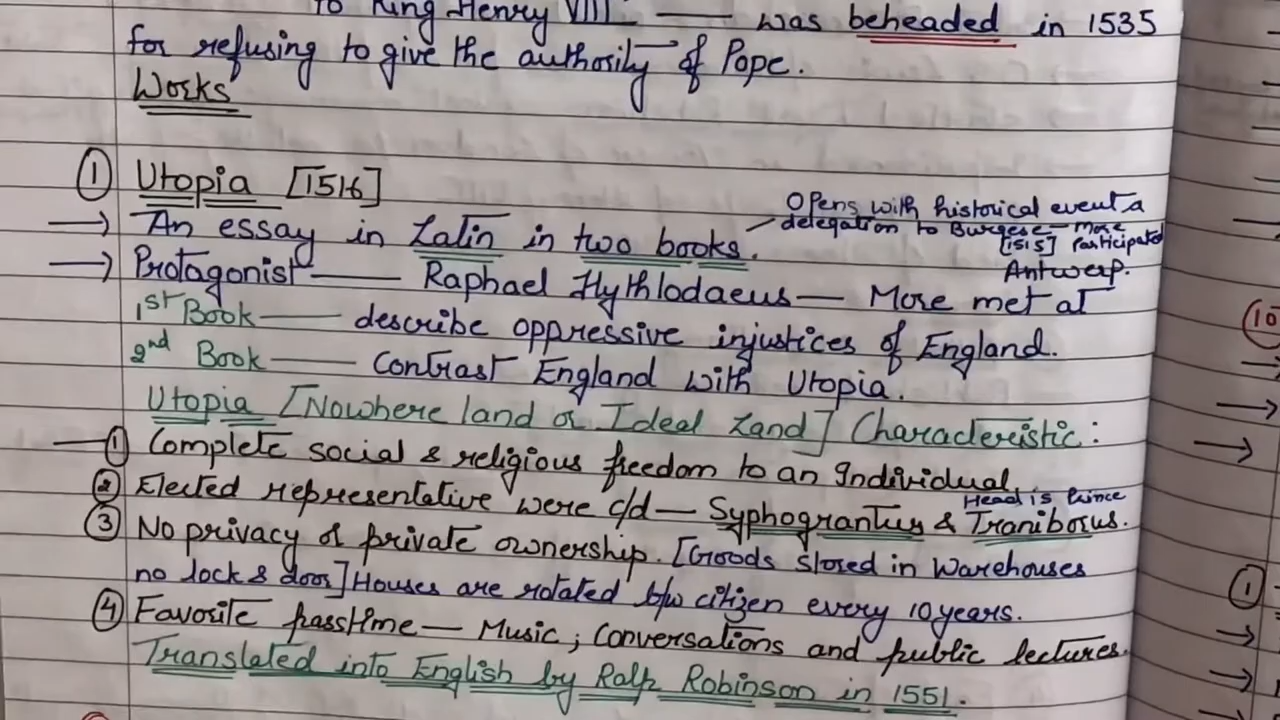 to King Henry VIII — was beheaded in 1535
for refusing to give the authority of Pope.
Works
① Utopia [1516]
→ An essay in Latin in two books.
Opens with historical event a
delegation to Burgese - More
[1515] Participated
Antwerp.
→ Protagonist — Raphael Hythlodaeus — More met at
1st Book — describe oppressive injustices of England.
2nd Book — Contrast England with Utopia.
Utopia [Nowhere land or Ideal Land] Characteristic:
① Complete social & religious freedom to an Individual.
② Elected representative were c/d — Syphograntus & Traniborus.
Head is Prince
③ No privacy of private ownership. [Goods stored in Warehouses
no lock & door] Houses are rotated b/w citizen every 10 years.
④ Favorite passtime — Music; Conversations and public lectures.
Translated into English by Ralp Robinson in 1551.
10
①